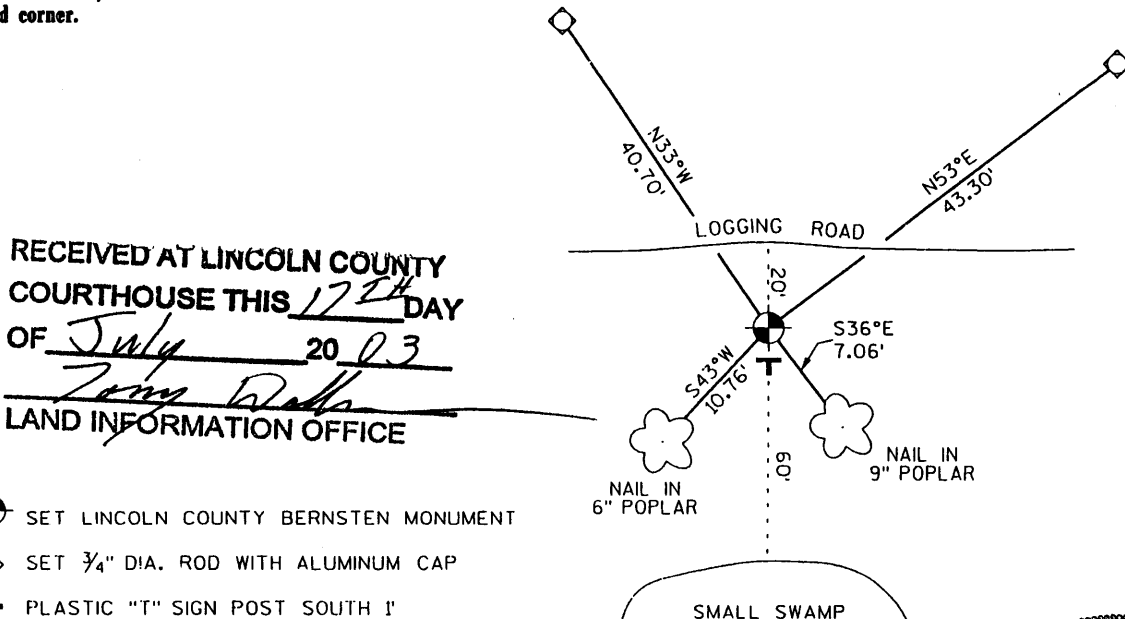 d corner.
RECEIVED AT LINCOLN COUNTY
COURTHOUSE THIS 17TH DAY
OF July 20 03
Tony
LAND INFORMATION OFFICE
SET LINCOLN COUNTY BERNSTEN MONUMENT
SET 3/4" DIA. ROD WITH ALUMINUM CAP
PLASTIC "T" SIGN POST SOUTH 1'
N33°W
40.70'
N53°E
43.30'
LOGGING ROAD
20'
S36°E
7.06'
S43°W
10.76'
T
60'
NAIL IN
9" POPLAR
NAIL IN
6" POPLAR
SMALL SWAMP